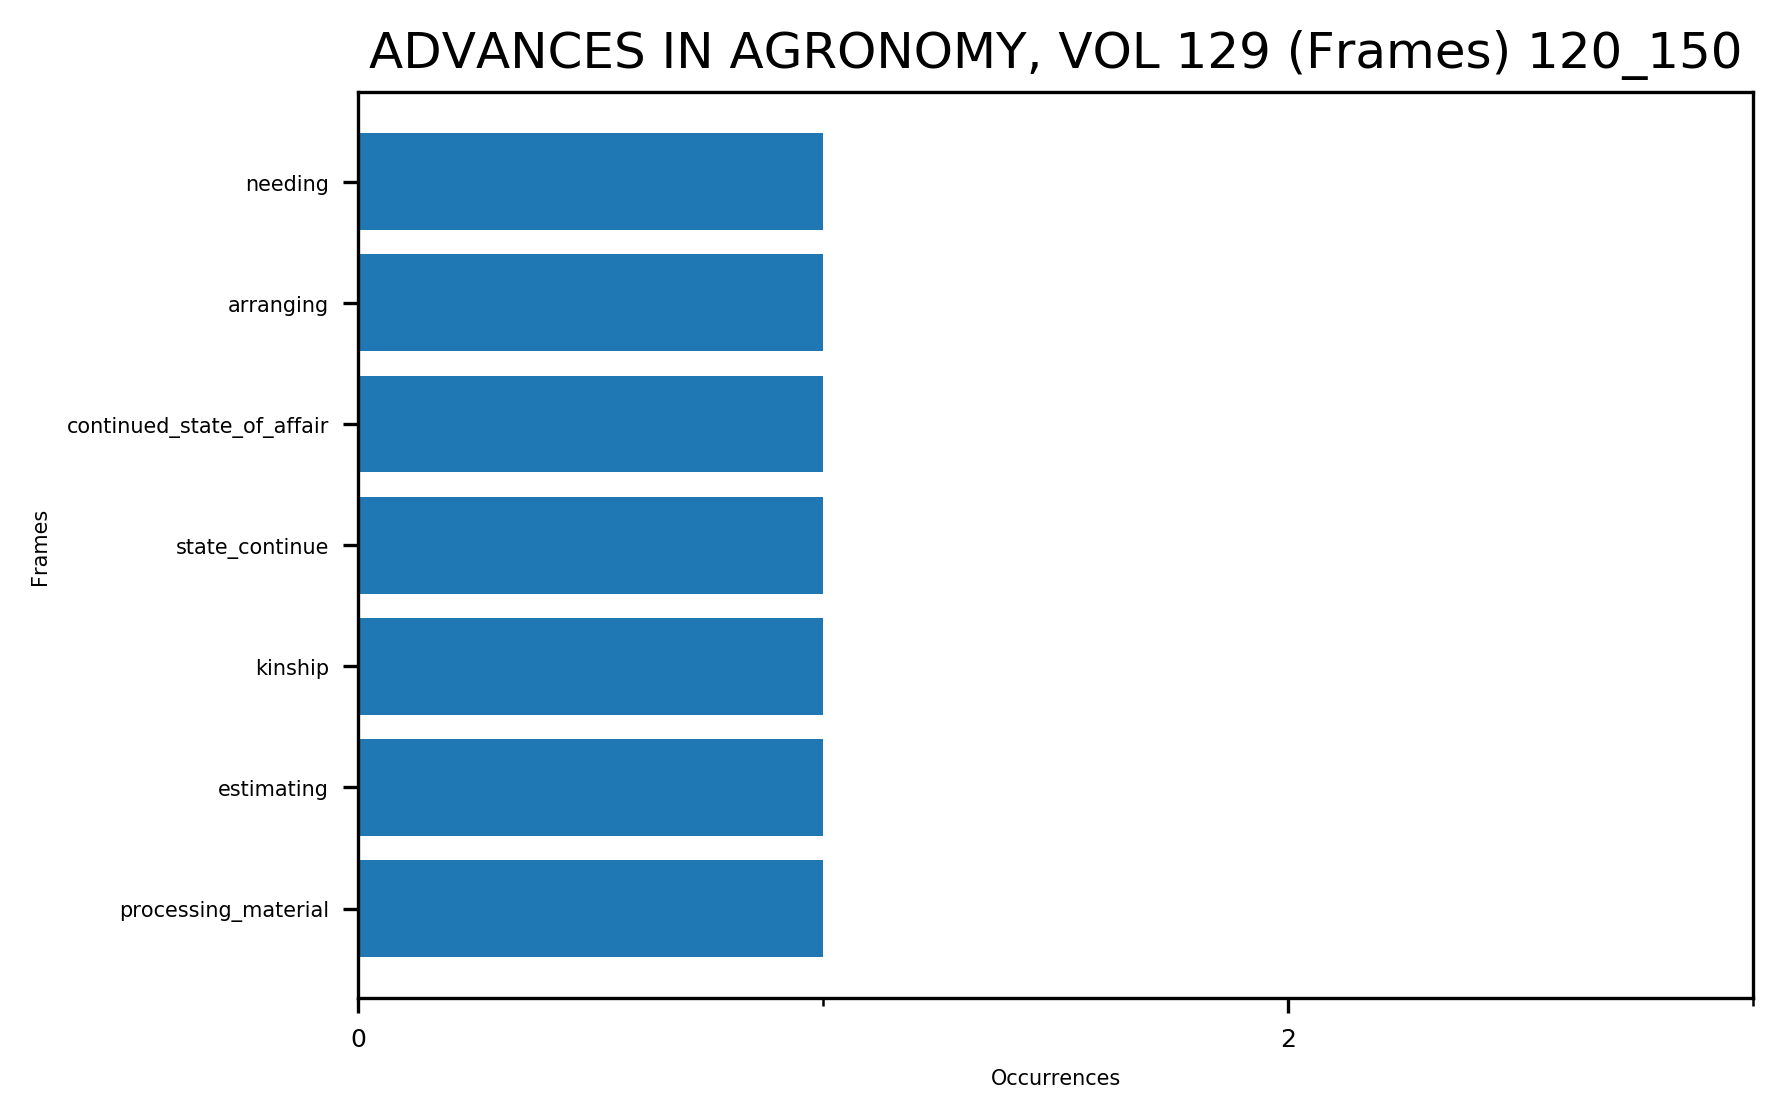 ADVANCES IN AGRONOMY, VOL 129 (Frames) 120_150
needing
arranging
continued_state_of_affair
state_continue
kinship
estimating
processing_material
Frames
0
2
Occurrences